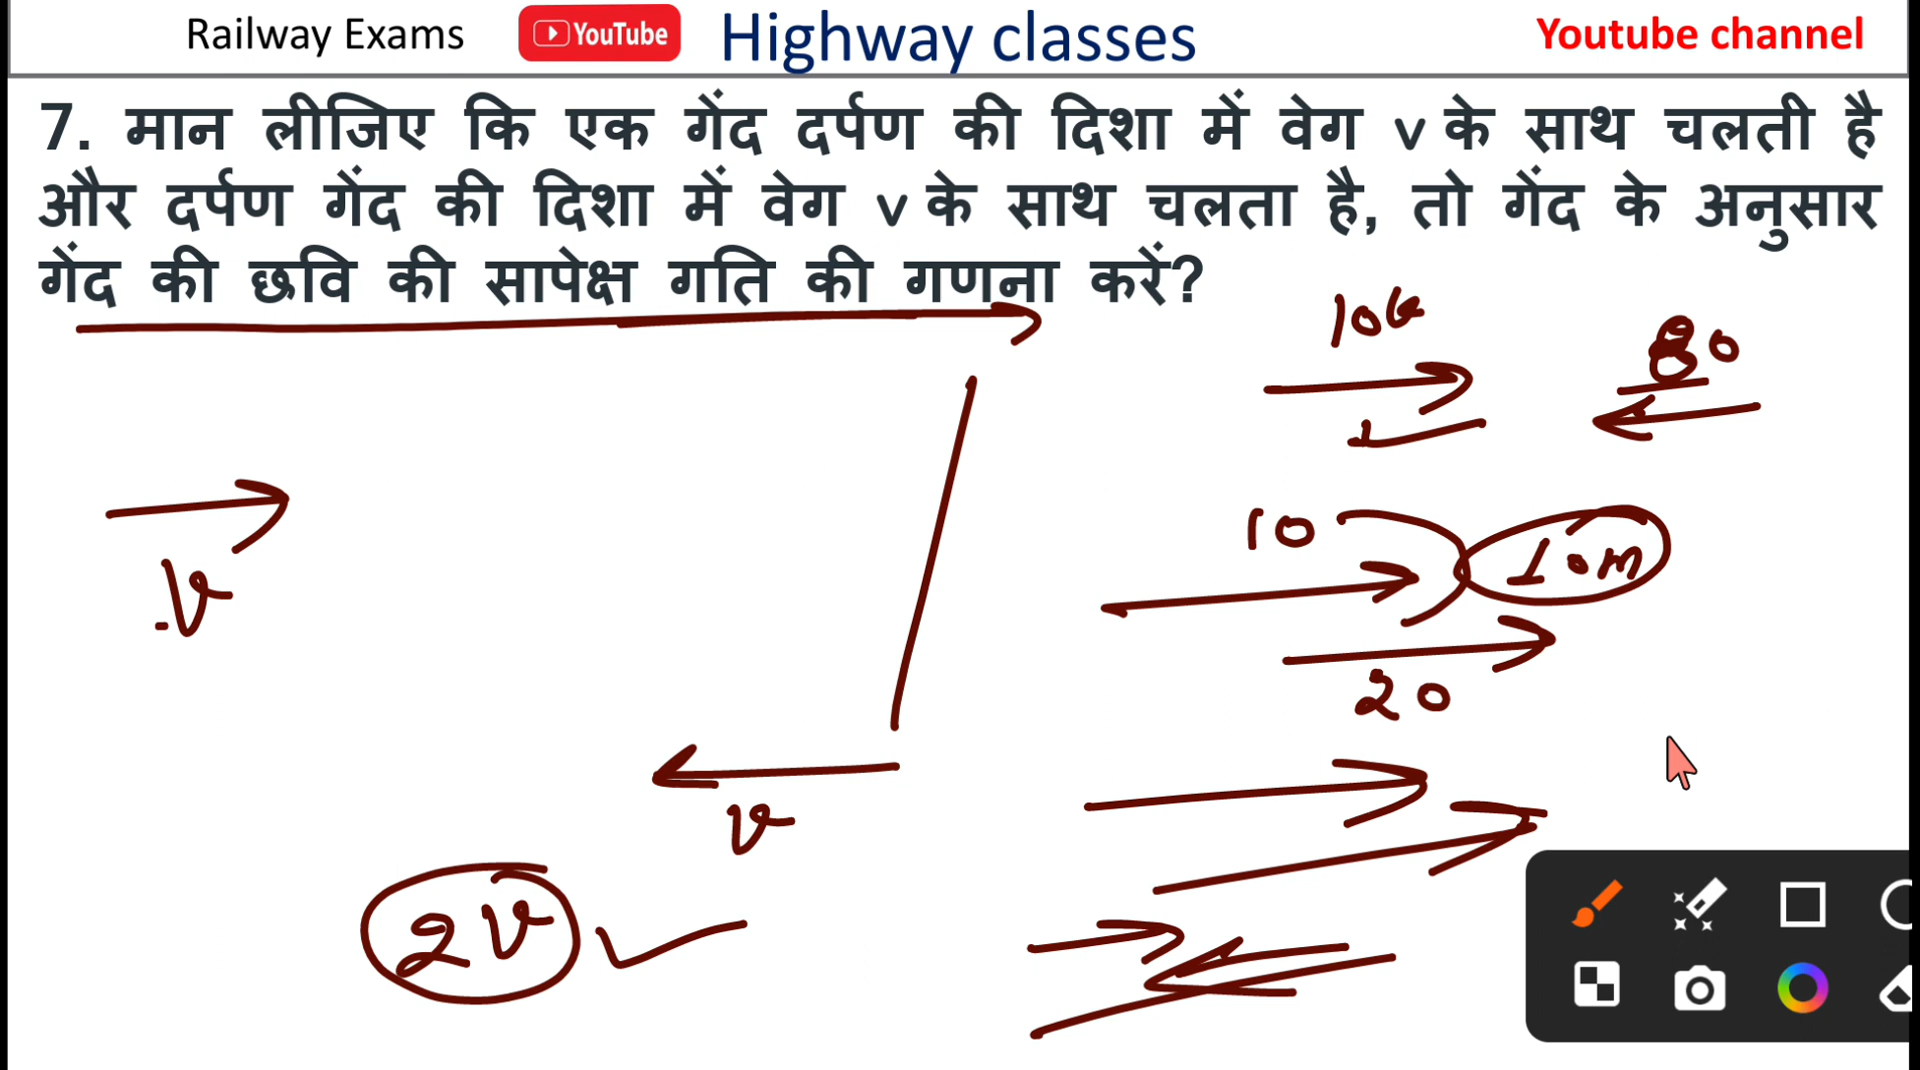 Railway Exams YouTube Highway classes Youtube channel
7. मान लीजिए कि एक गेंद दर्पण की दिशा में वेग v के साथ चलती है
और दर्पण गेंद की दिशा में वेग v के साथ चलता है, तो गेंद के अनुसार
गेंद की छवि की सापेक्ष गति की गणना करें?
80
10
10m
v
20
v
2v